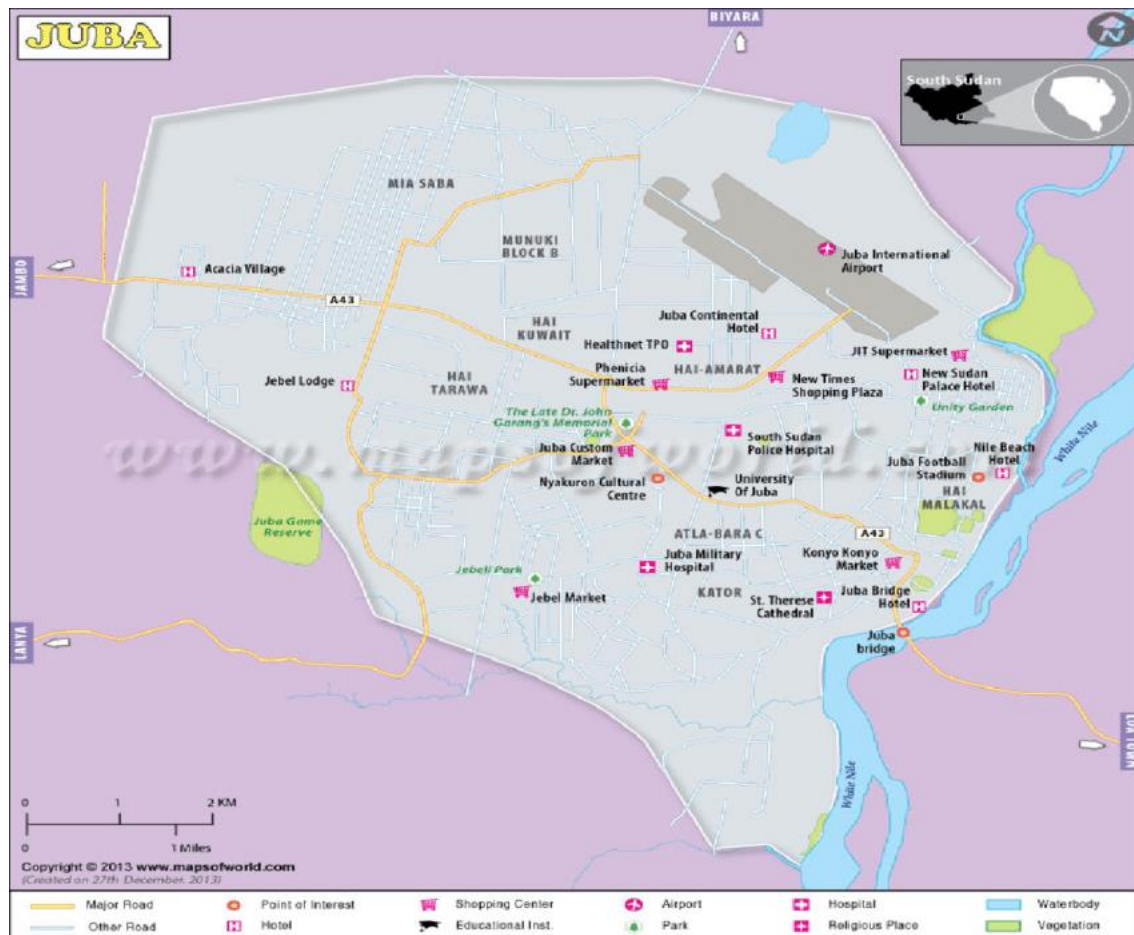 JUBA
BIYARA
N
South Sudan
MIA SABA
MUNUKI
BLOCK B
JAMBO
Acacia Village
Juba International
Airport
A43
HAI
KUWAIT
Juba Continental
Hotel
Healthnet TPO
JIT Supermarket
Phenicia
Supermarket
HAI-AMARAT
New Sudan
Palace Hotel
Jebel Lodge
HAI
TARAWA
New Times
Shopping Plaza
Unity Garden
The Late Dr. John
Garang's Memorial
Park
www.mapsofworld.com
South Sudan
Police Hospital
White Nile
Juba Custom
Market
Nile Beach
Hotel
Juba Football
Stadium
Nyakuron Cultural
Centre
University
Of Juba
HAI
MALAKAL
Juba Game
Reserve
ATLA-BARA C
A43
Juba Military
Hospital
Konyo Konyo
Market
Jebell Park
Jebel Market
KATOR
St. Therese
Cathedral
Juba Bridge
Hotel
Juba
bridge
LANYA
LOA TOWN
White Nile
0 1 2 KM
0 1 Miles
Copyright © 2013 www.mapsofworld.com
(Created on 27th December, 2013)
Major Road Point of Interest Shopping Center Airport Hospital Waterbody
Other Road Hotel Educational Inst. Park Religious Place Vegetation